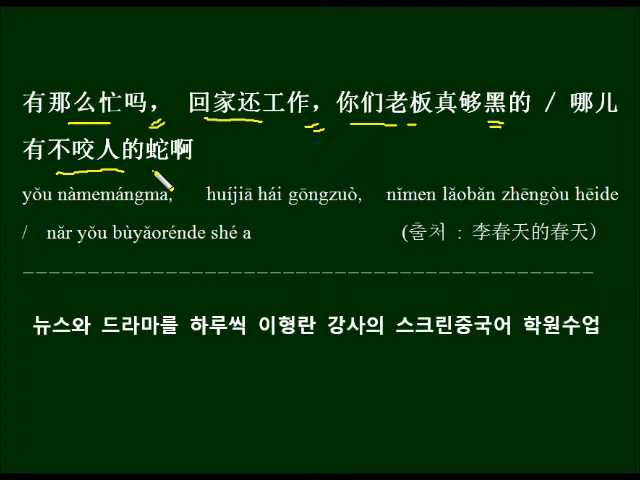 有那么忙吗， 回家还工作，你们老板真够黑的 / 哪儿
有不咬人的蛇啊
yǒu nàmemángma, huíjiā hái gōngzuò, nǐmen lǎobǎn zhēngòu hēide
/ nǎr yǒu bùyǎorénde shé a (출처 : 李春天的春天)
뉴스와 드라마를 하루씩 이형란 강사의 스크린중국어 학원수업